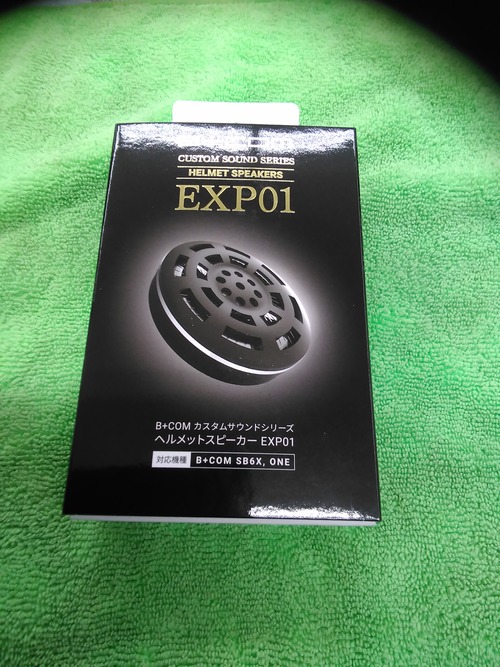 CUSTOM SOUND SERIES
HELMET SPEAKERS
EXP01
B+COM カスタムサウンドシリーズ
ヘルメットスピーカー EXP01
対応機種 B+COM SB6X, ONE